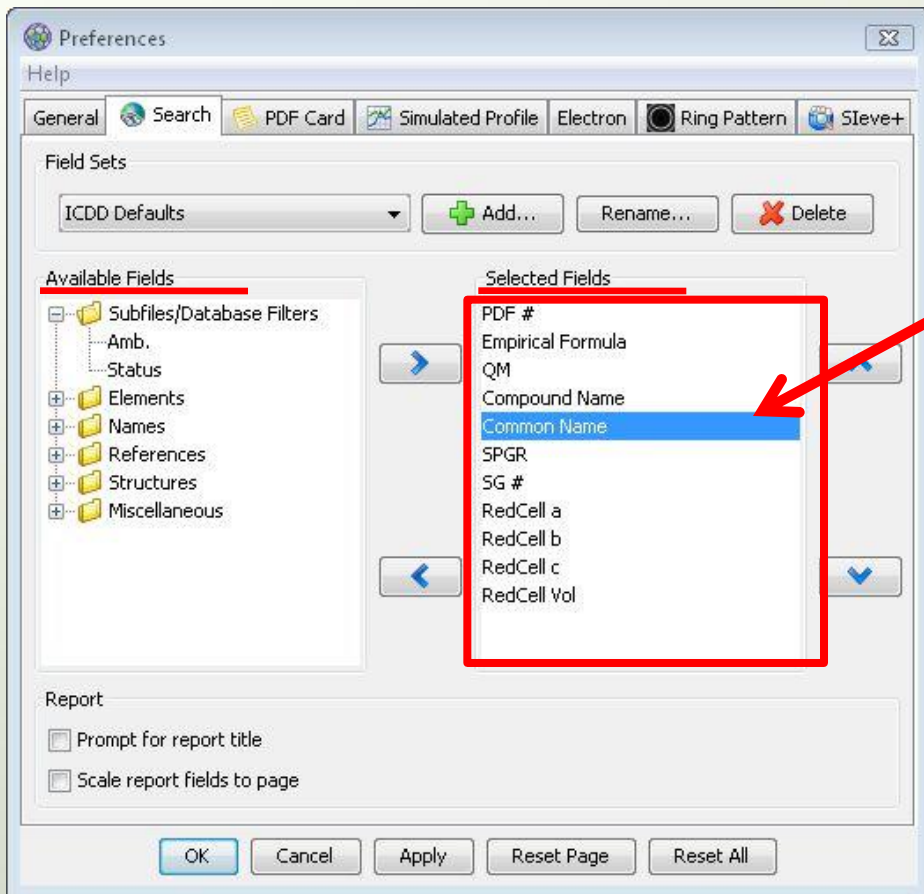 Preferences
Help
General Search PDF Card Simulated Profile Electron Ring Pattern SIeve+
Field Sets
ICDD Defaults Add... Rename... Delete
Available Fields
Subfiles/Database Filters
Amb.
Status
Elements
Names
References
Structures
Miscellaneous
Selected Fields
PDF #
Empirical Formula
QM
Compound Name
Common Name
SPGR
SG #
RedCell a
RedCell b
RedCell c
RedCell Vol
Report
Prompt for report title
Scale report fields to page
OK Cancel Apply Reset Page Reset All